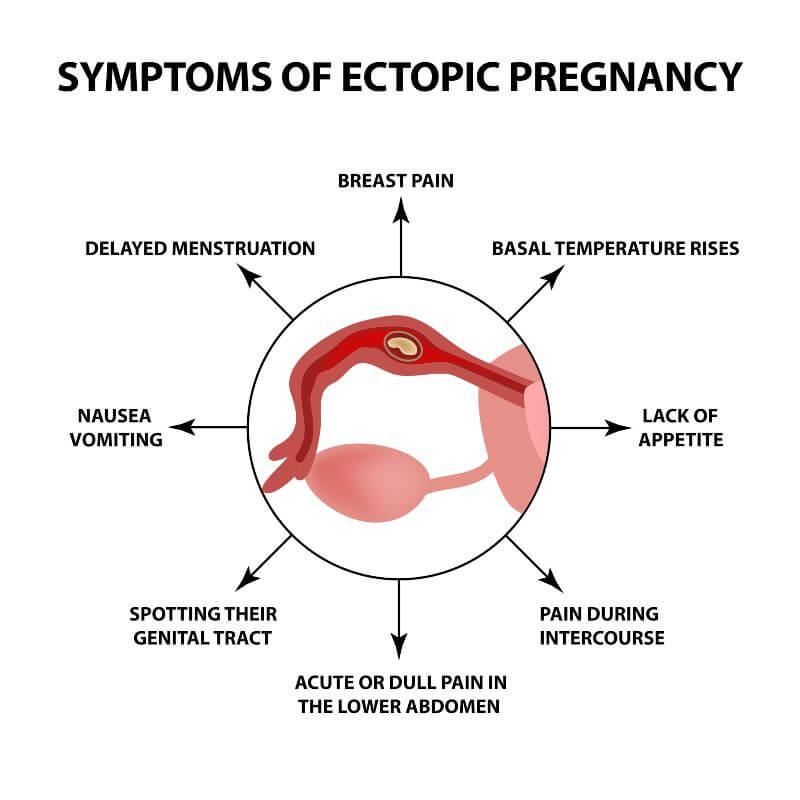 SYMPTOMS OF ECTOPIC PREGNANCY
BREAST PAIN
DELAYED MENSTRUATION
BASAL TEMPERATURE RISES
NAUSEA
VOMITING
LACK OF
APPETITE
SPOTTING THEIR
GENITAL TRACT
PAIN DURING
INTERCOURSE
ACUTE OR DULL PAIN IN
THE LOWER ABDOMEN